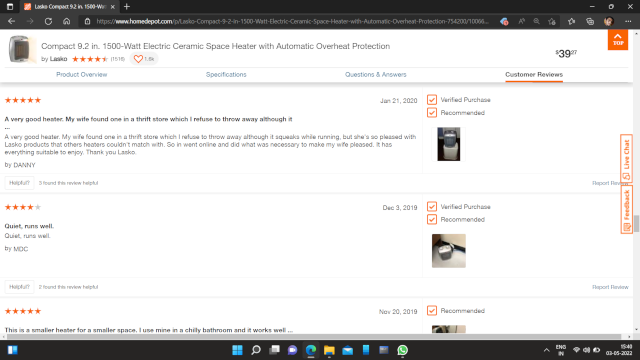 Lasko Compact 9.2 in. 1500-Wat
https://www.homedepot.com/p/Lasko-Compact-9-2-in-1500-Watt-Electric-Ceramic-Space-Heater-with-Automatic-Overheat-Protection-754200/10066...
Compact 9.2 in. 1500-Watt Electric Ceramic Space Heater with Automatic Overheat Protection
by Lasko (1578) 1.8k
$3927
TOP
Product Overview Specifications Questions & Answers Customer Reviews
Jan 21, 2020
Verified Purchase
Recommended
A very good heater. My wife found one in a thrift store which I refuse to throw away although it
...
A very good heater. My wife found one in a thrift store which I refuse to throw away although it squeaks while running, but she's so pleased with
Lasko products that others heaters couldn't match with. So in went online and did what was necessary to make my wife pleased. It has
everything suitable to enjoy. Thank you Lasko.
by DANNY
Helpful? 3 found this review helpful
Report Review
Live Chat
Feedback
Dec 3, 2019
Verified Purchase
Recommended
Quiet, runs well.
Quiet, runs well.
by MDC
Helpful? 2 found this review helpful
Report Review
Nov 20, 2019
Recommended
This is a smaller heater for a smaller space. I use mine in a chilly bathroom and it works well ...
ENG
IN
15:40
03-05-2022